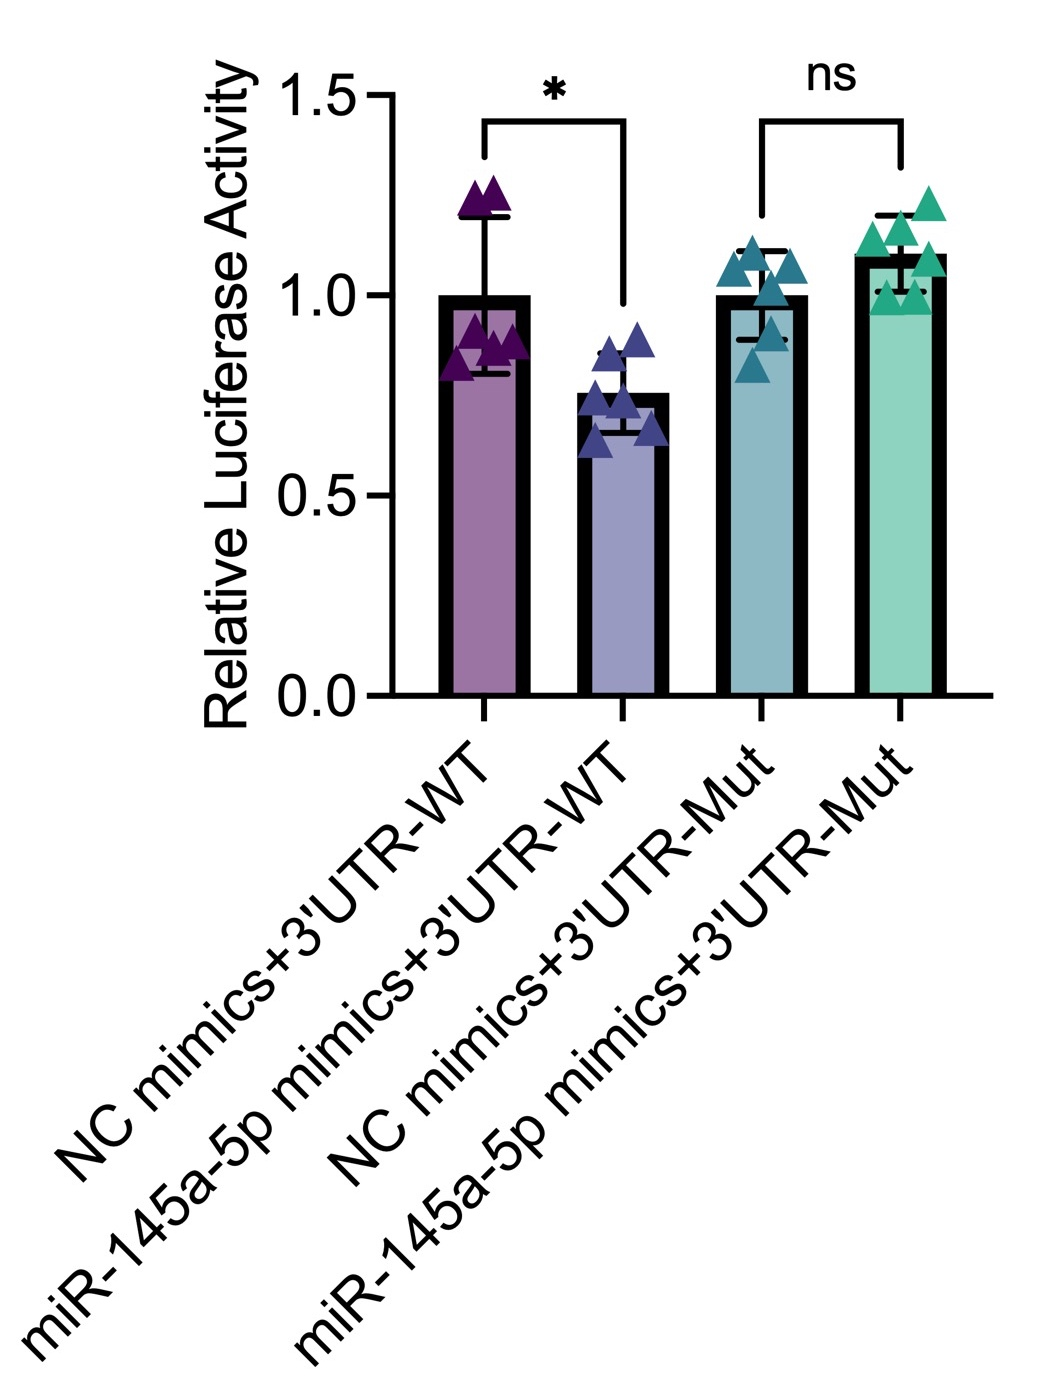 Relative Luciferase Activity
1.5
1.0
0.5
0.0
*
ns
NC mimics+3'UTR-WT
miR-145a-5p mimics+3'UTR-WT
NC mimics+3'UTR-Mut
miR-145a-5p mimics+3'UTR-Mut